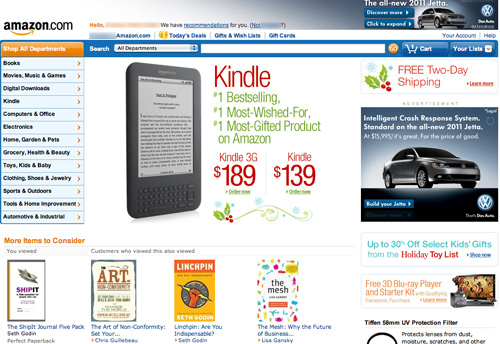 amazon.com
Hello, We have recommendations for you. (Not
Amazon.com
Today's Deals
Gifts & Wish Lists
Gift Cards
The all-new 2011 Jetta.
Discover more
Click to expand
Das Auto.
Your Account
Help
Shop All Departments
Search
All Departments
GO
Cart
Your Lists
Books
Movies, Music & Games
Digital Downloads
Kindle
Computers & Office
Electronics
Home, Garden & Pets
Grocery, Health & Beauty
Toys, Kids & Baby
Clothing, Shoes & Jewelry
Sports & Outdoors
Tools & Home Improvement
Automotive & Industrial
Kindle
#1 Bestselling,
#1 Most-Wished-For,
#1 Most-Gifted Product
on Amazon
Kindle 3G
$189
Order now
Kindle
$139
Order now
amazonkindle
FREE Two-Day
Shipping
Learn more
ADVERTISEMENT
Intelligent Crash Response System.
Standard on the all-new 2011 Jetta.
At $15,995, it's great. For the price of good.
Build your Jetta
Discover more
Das Auto.
Up to 30% Off Select Kids' Gifts
from the Holiday Toy List
Shop now
Free 3D Blu-ray Player
and Starter Kit with Qualifying
Panasonic Purchase
Learn more
Tiffen 58mm UV Protection Filter
Protects lenses from dust,
moisture, scratches, and other
More Items to Consider
You viewed
Customers who viewed this also viewed
SHIPIT
The ShipIt Journal Five Pack
Seth Godin
Perfect Paperback
THE ART OF
NON-CONFORMITY
The Art of Non-Conformity:
Set Your...
Chris Guillebeau
LINCHPIN
Linchpin: Are You
Indispensable?
Seth Godin
the
mesh
LISA GANSKY
The Mesh: Why the Future
of Business...
Lisa Gansky